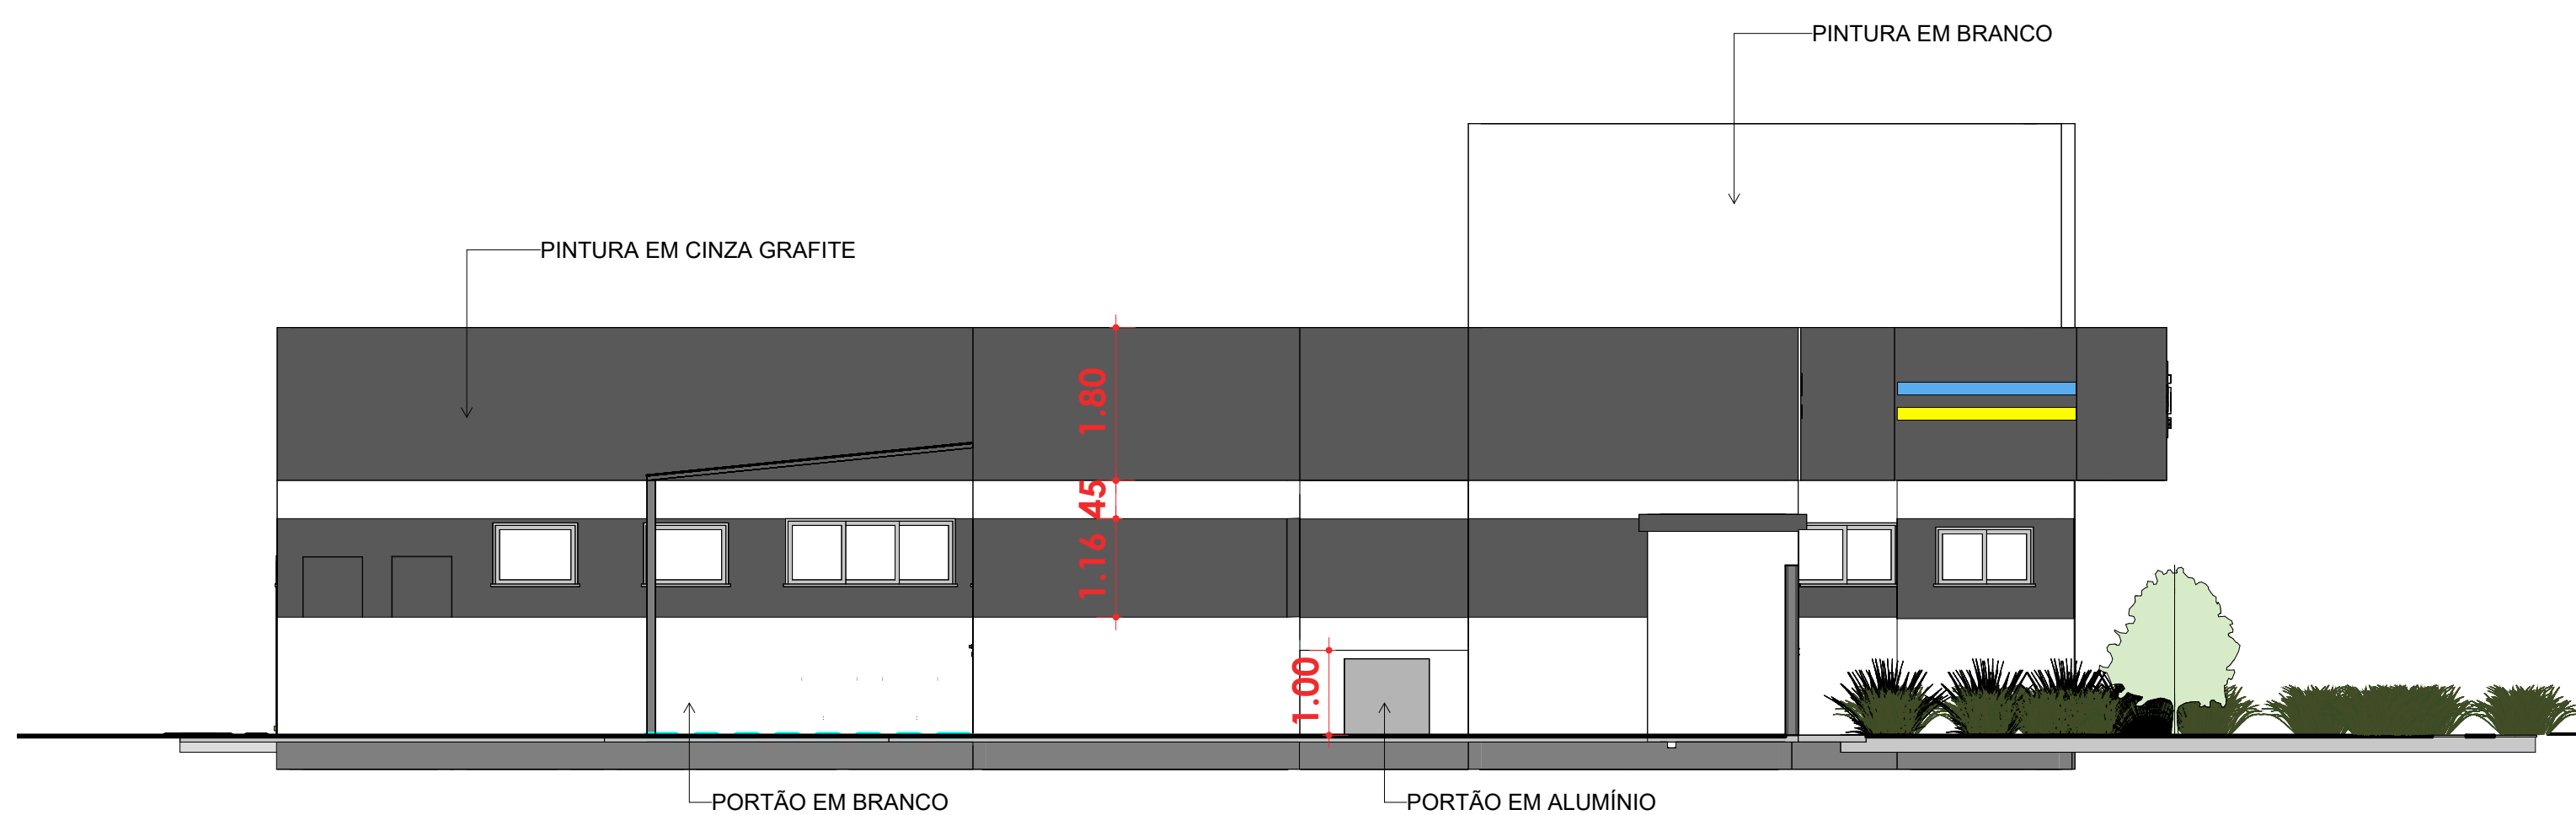 PINTURA EM BRANCO
PINTURA EM CINZA GRAFITE
1.80
45
1.16
1.00
PORTÃO EM BRANCO
PORTÃO EM ALUMÍNIO